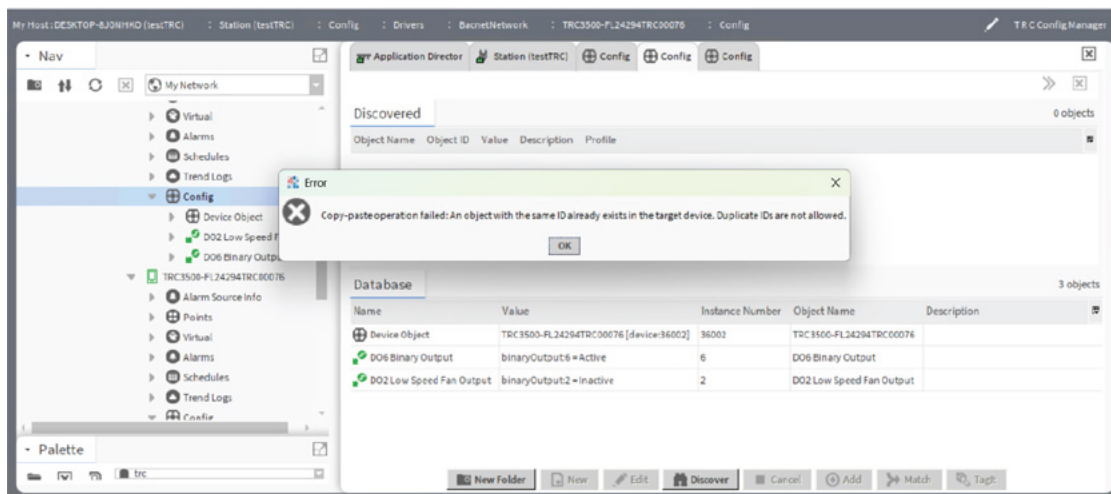 My Host : DESKTOP-8J0NHKO (testTRC) : Station (testTRC) : Config : Drivers : BacnetNetwork : TRC3500-FL24294TRC00076 : Config TRC Config Manager
Nav
My Network
Virtual
Alarms
Schedules
Trend Logs
Config
Device Object
DO2 Low Speed F
DO6 Binary Outp
TRC3500-FL24294TRC00076
Alarm Source Info
Points
Virtual
Alarms
Schedules
Trend Logs
Config
Palette
trc
Application Director Station (testTRC) Config Config Config
Discovered 0 objects
Object Name Object ID Value Description Profile
Error
Copy-paste operation failed: An object with the same ID already exists in the target device. Duplicate IDs are not allowed.
OK
Database 3 objects
Name Value Instance Number Object Name Description
Device Object TRC3500-FL24294TRC00076 [device:36002] 36002 TRC3500-FL24294TRC00076
DO6 Binary Output binaryOutput:6 = Active 6 DO6 Binary Output
DO2 Low Speed Fan Output binaryOutput:2 = Inactive 2 DO2 Low Speed Fan Output
New Folder New Edit Discover Cancel Add Match TagIt